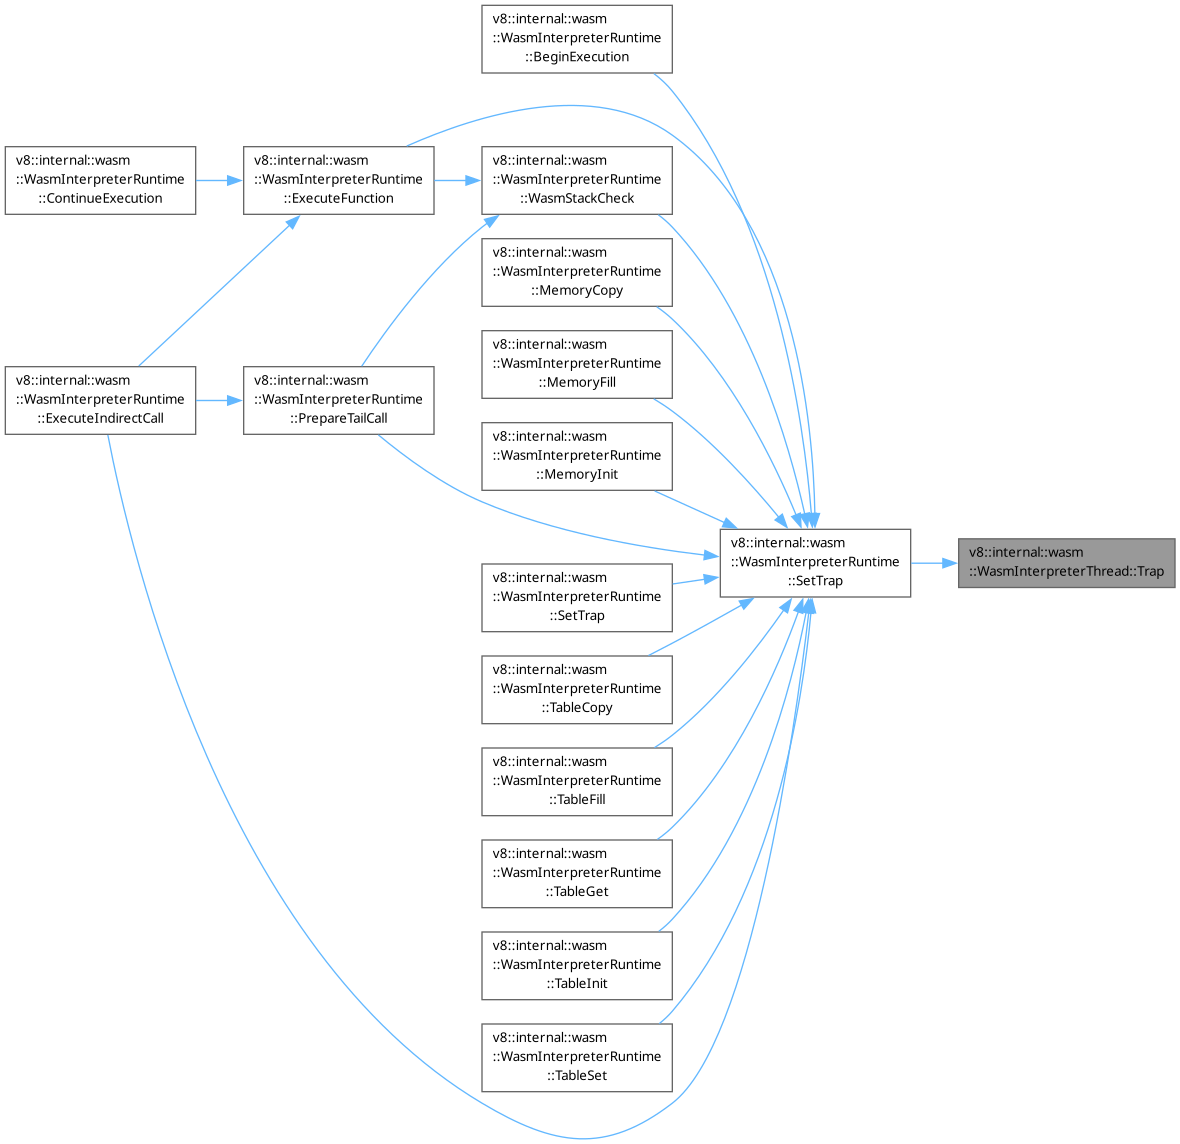 v8::internal::wasm
::WasmInterpreterRuntime
::BeginExecution
v8::internal::wasm
::WasmInterpreterRuntime
::ContinueExecution
v8::internal::wasm
::WasmInterpreterRuntime
::ExecuteFunction
v8::internal::wasm
::WasmInterpreterRuntime
::WasmStackCheck
v8::internal::wasm
::WasmInterpreterRuntime
::MemoryCopy
v8::internal::wasm
::WasmInterpreterRuntime
::MemoryFill
v8::internal::wasm
::WasmInterpreterRuntime
::ExecuteIndirectCall
v8::internal::wasm
::WasmInterpreterRuntime
::PrepareTailCall
v8::internal::wasm
::WasmInterpreterRuntime
::MemoryInit
v8::internal::wasm
::WasmInterpreterRuntime
::SetTrap
v8::internal::wasm
::WasmInterpreterThread::Trap
v8::internal::wasm
::WasmInterpreterRuntime
::SetTrap
v8::internal::wasm
::WasmInterpreterRuntime
::TableCopy
v8::internal::wasm
::WasmInterpreterRuntime
::TableFill
v8::internal::wasm
::WasmInterpreterRuntime
::TableGet
v8::internal::wasm
::WasmInterpreterRuntime
::TableInit
v8::internal::wasm
::WasmInterpreterRuntime
::TableSet